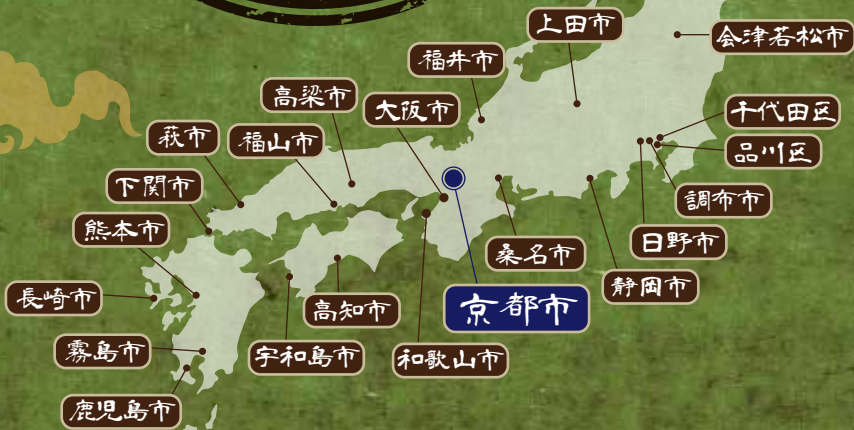 上田市
会津若松市
福井市
高梁市
大阪市
千代田区
萩市
福山市
品川区
下関市
調布市
熊本市
日野市
桑名市
静岡市
長崎市
高知市
京都市
霧島市
宇和島市
和歌山市
鹿児島市